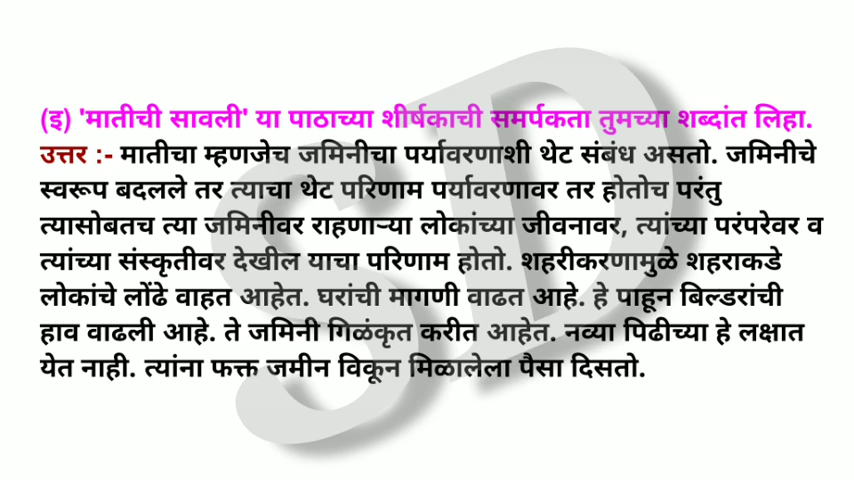 (इ) 'मातीची सावली' या पाठाच्या शीर्षकाची समर्पकता तुमच्या शब्दांत लिहा.
उत्तर :- मातीचा म्हणजेच जमिनीचा पर्यावरणाशी थेट संबंध असतो. जमिनीचे
स्वरूप बदलले तर त्याचा थेट परिणाम पर्यावरणावर तर होतोच परंतु
त्यासोबतच त्या जमिनीवर राहणाऱ्या लोकांच्या जीवनावर, त्यांच्या परंपरेवर व
त्यांच्या संस्कृतीवर देखील याचा परिणाम होतो. शहरीकरणामुळे शहराकडे
लोकांचे लोंढे वाहत आहेत. घरांची मागणी वाढत आहे. हे पाहून बिल्डरांची
हाव वाढली आहे. ते जमिनी गिळंकृत करीत आहेत. नव्या पिढीच्या हे लक्षात
येत नाही. त्यांना फक्त जमीन विकून मिळालेला पैसा दिसतो.
SD